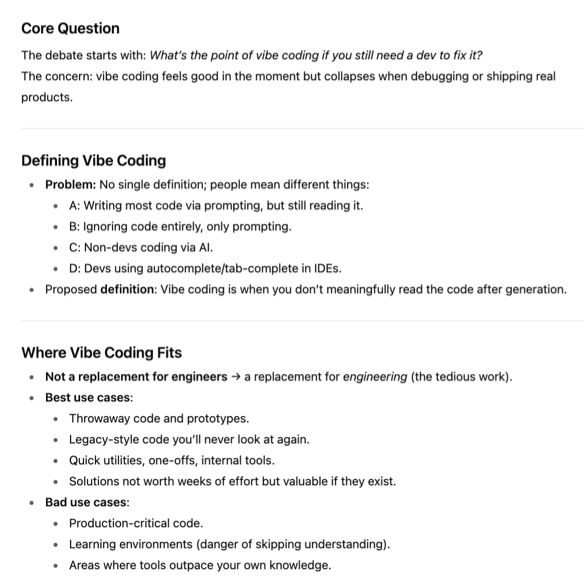 Core Question
The debate starts with: What's the point of vibe coding if you still need a dev to fix it?
The concern: vibe coding feels good in the moment but collapses when debugging or shipping real
products.
Defining Vibe Coding
• Problem: No single definition; people mean different things:
• A: Writing most code via prompting, but still reading it.
• B: Ignoring code entirely, only prompting.
• C: Non-devs coding via AI.
• D: Devs using autocomplete/tab-complete in IDEs.
• Proposed definition: Vibe coding is when you don't meaningfully read the code after generation.
Where Vibe Coding Fits
• Not a replacement for engineers → a replacement for engineering (the tedious work).
• Best use cases:
• Throwaway code and prototypes.
• Legacy-style code you'll never look at again.
• Quick utilities, one-offs, internal tools.
• Solutions not worth weeks of effort but valuable if they exist.
• Bad use cases:
• Production-critical code.
• Learning environments (danger of skipping understanding).
• Areas where tools outpace your own knowledge.